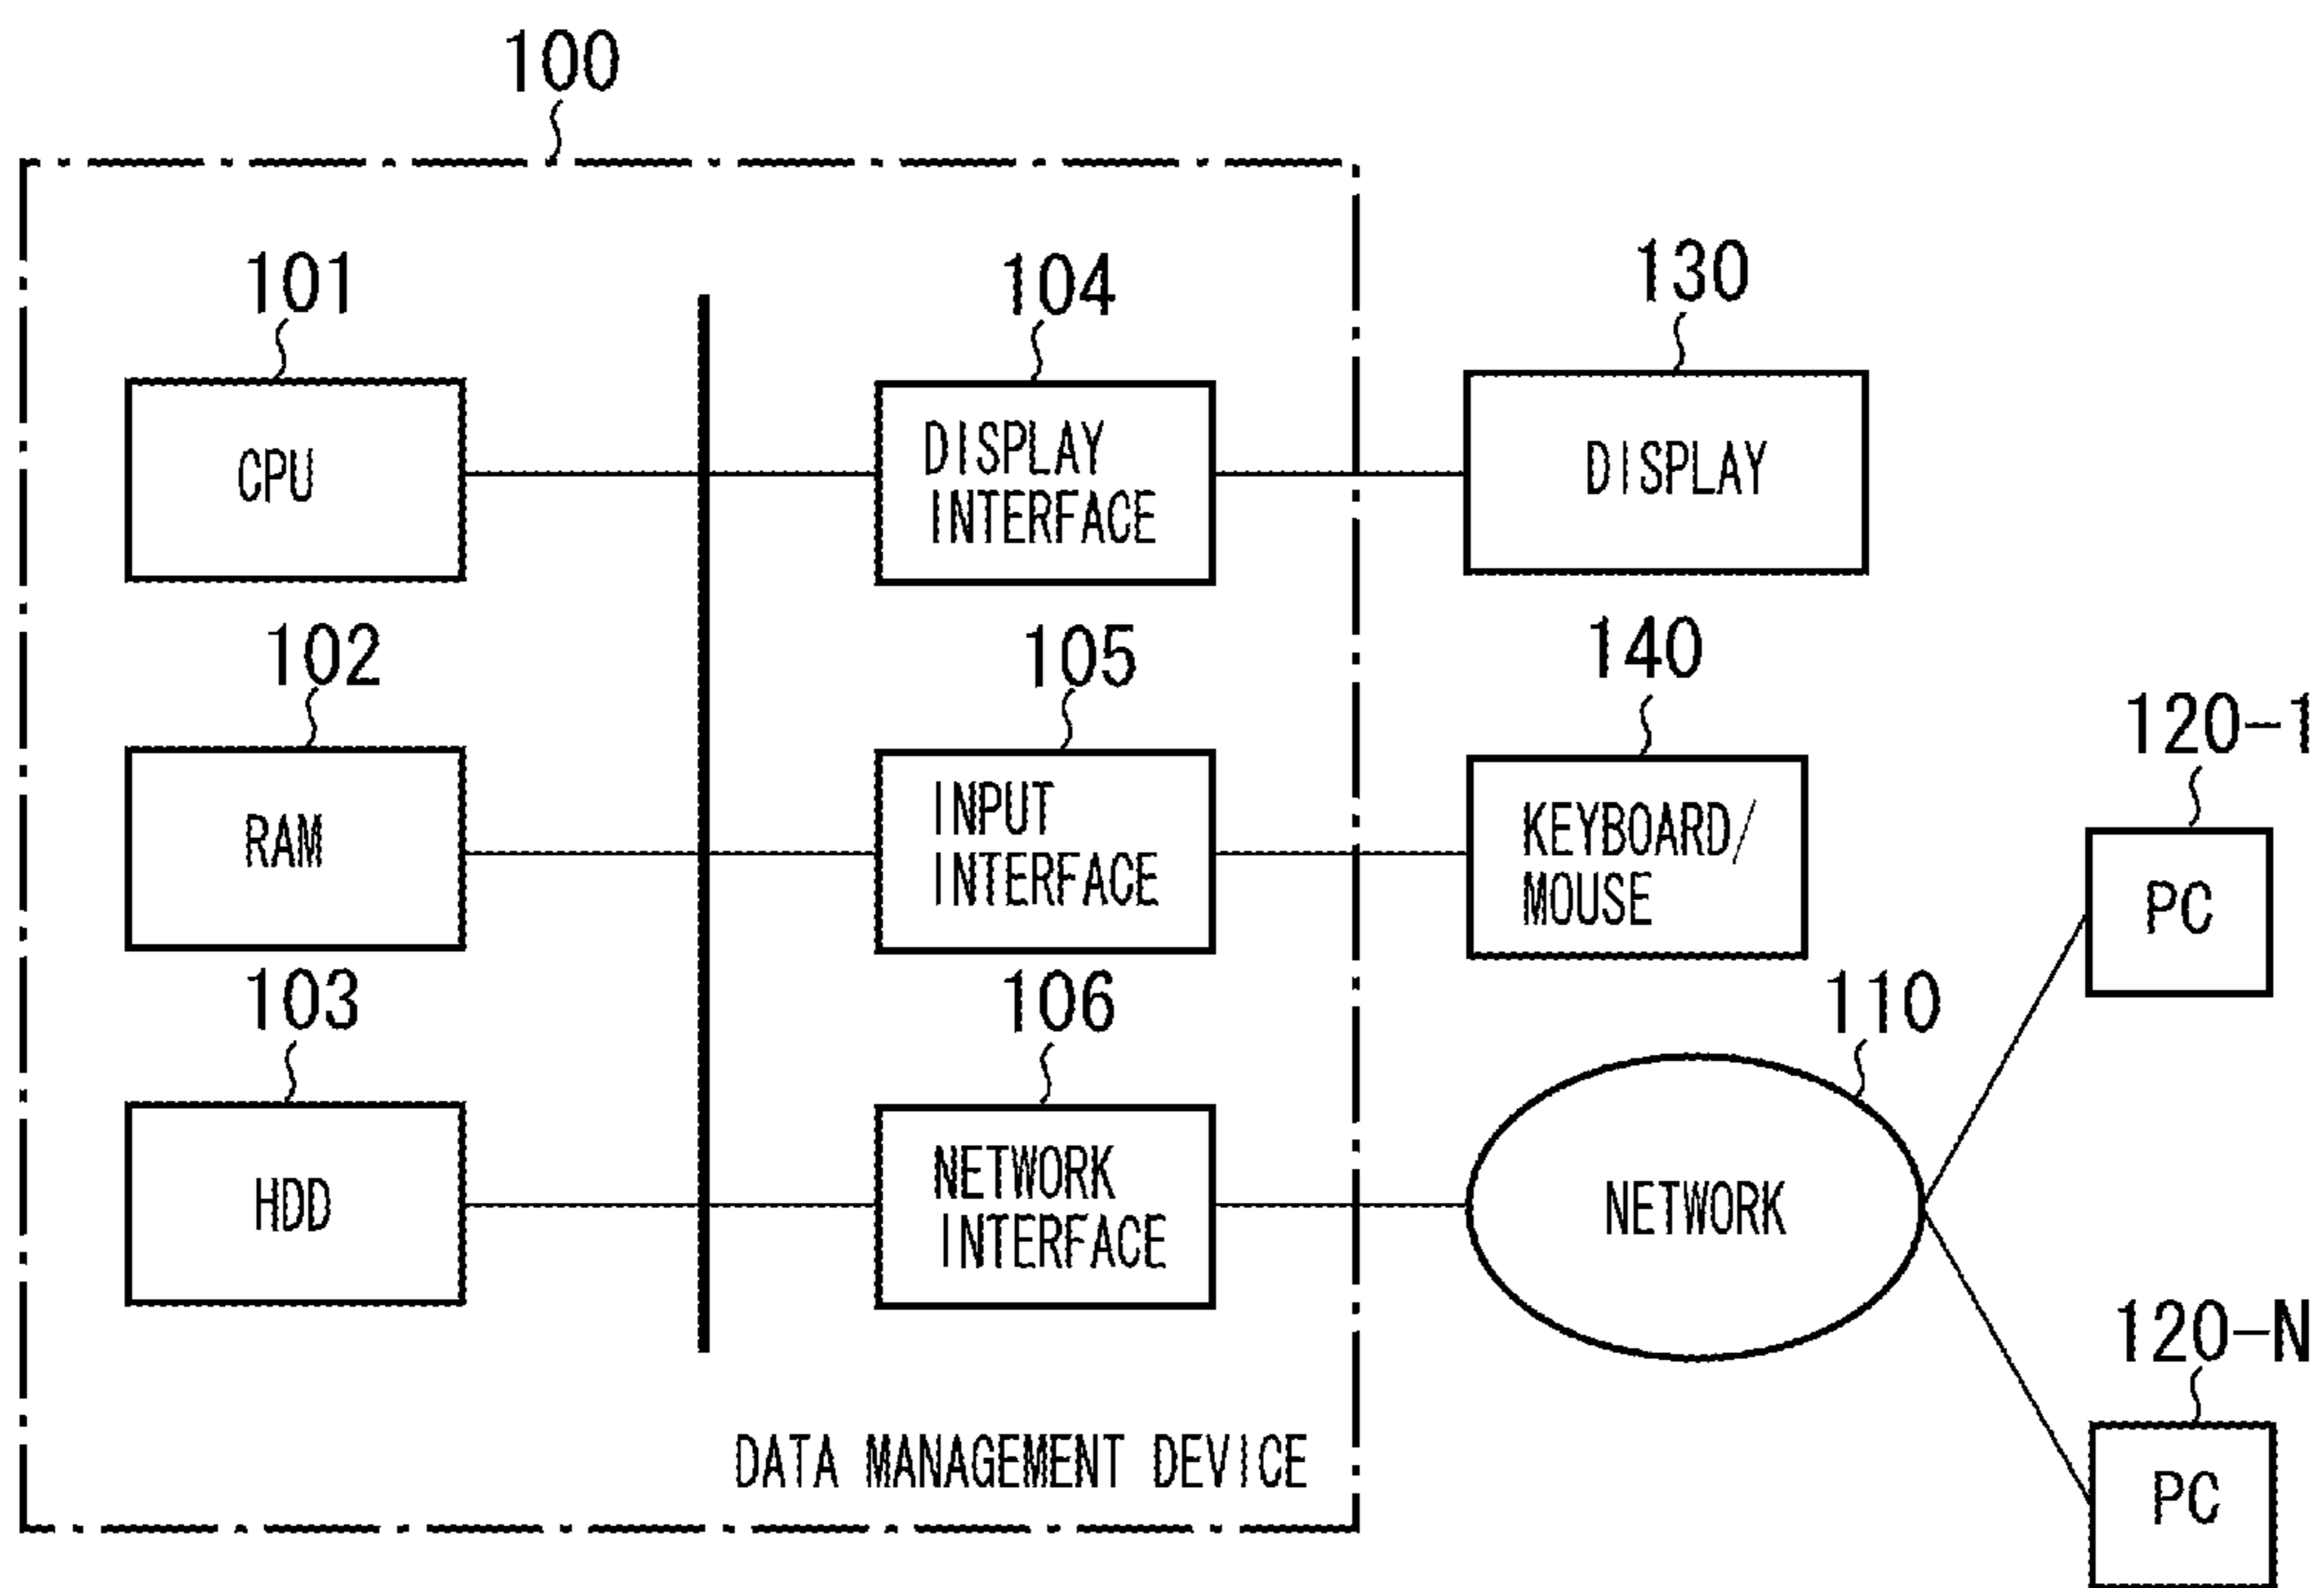 100
101
104
130
CPU
DISPLAY
INTERFACE
DISPLAY
102
105
140
120-1
RAM
INPUT
INTERFACE
KEYBOARD/
MOUSE
PC
103
106
110
HDD
NETWORK
INTERFACE
NETWORK
120-N
DATA MANAGEMENT DEVICE
PC